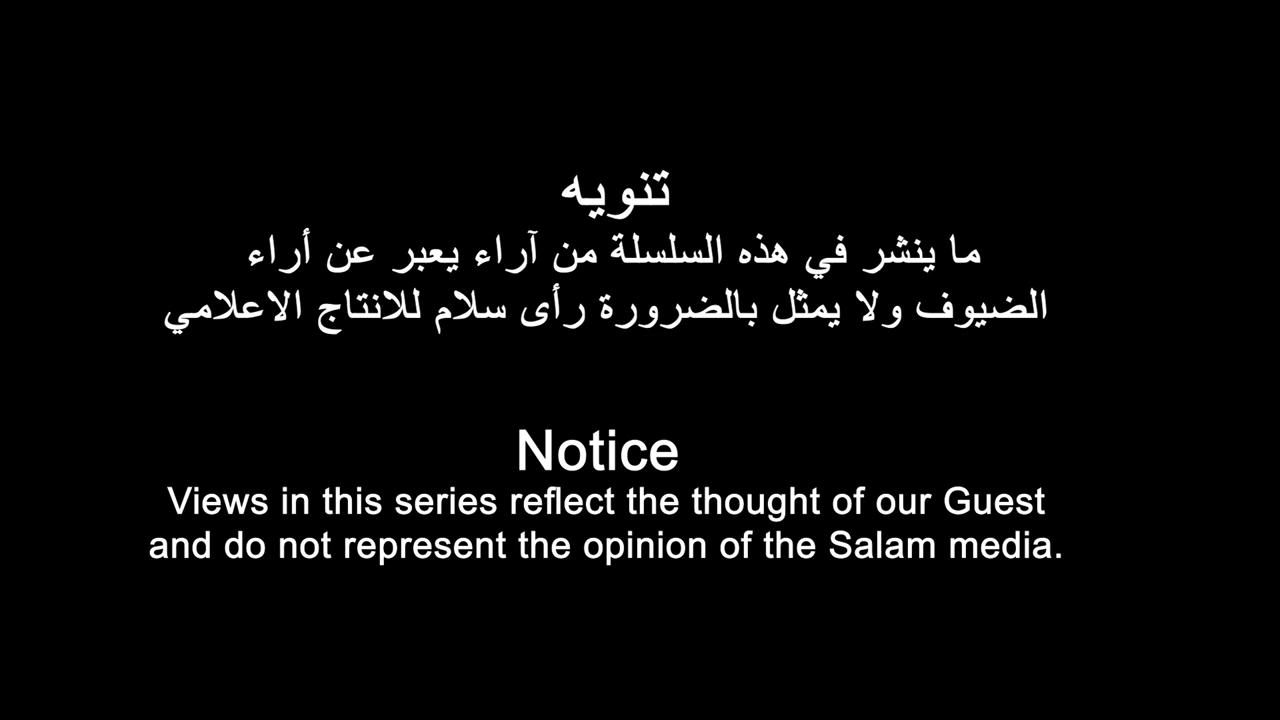 تنويه
ما ينشر في هذه السلسلة من آراء يعبر عن أراء
الضيوف ولا يمثل بالضرورة رأى سلام للانتاج الاعلامي
Notice
Views in this series reflect the thought of our Guest
and do not represent the opinion of the Salam media.